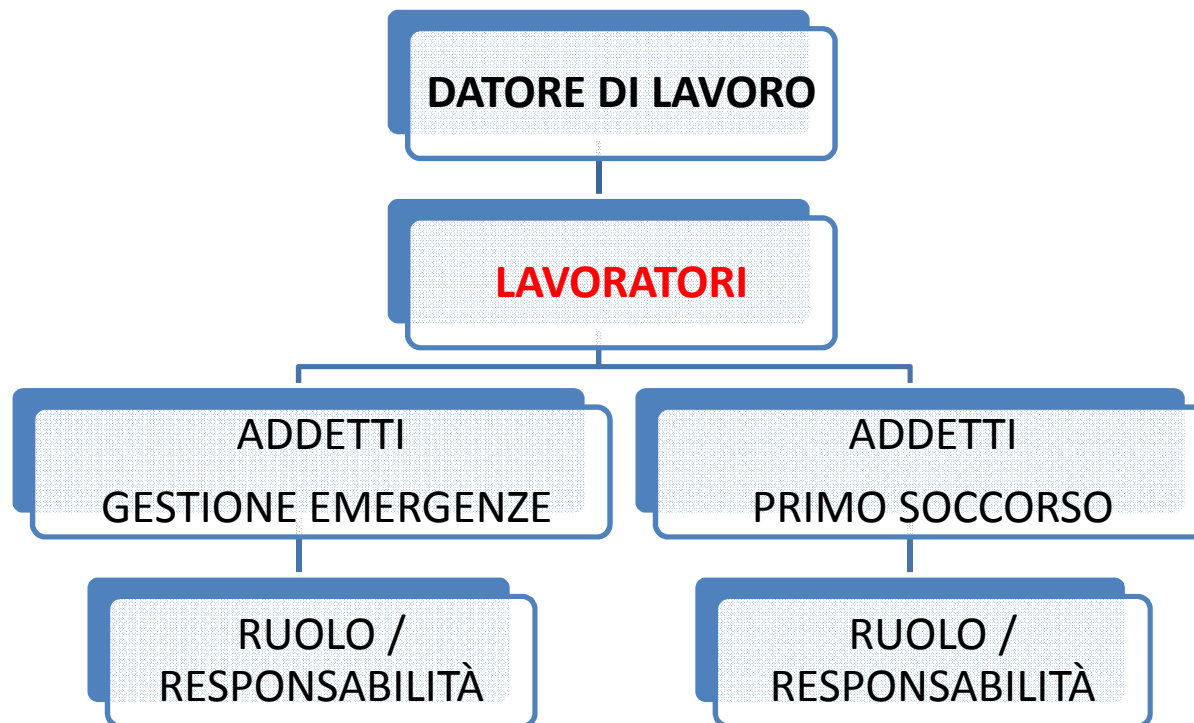 DATORE DI LAVORO
LAVORATORI
ADDETTI
GESTIONE EMERGENZE
ADDETTI
PRIMO SOCCORSO
RUOLO /
RESPONSABILITÀ
RUOLO /
RESPONSABILITÀ